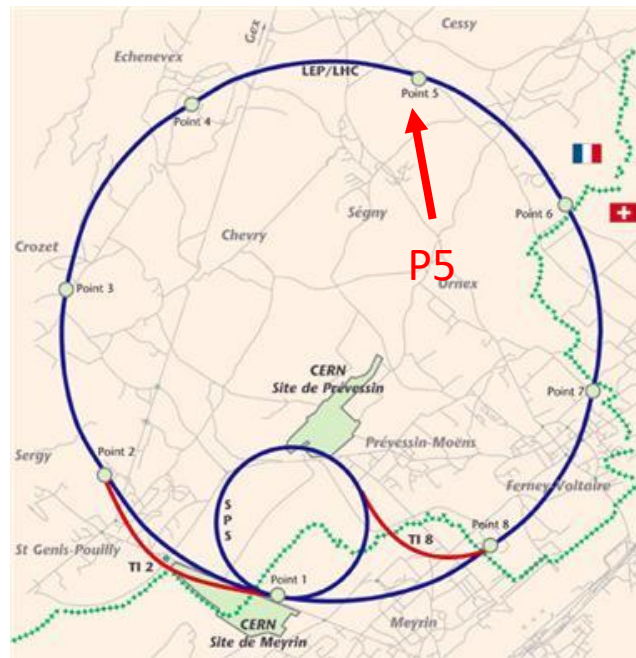 Cessy
Gex
Echenevex
LEP/LHC
Point 5
Point 4
Ségny
Point 6
P5
Chevry
Crozet
Ornex
Point 3
CERN
Site de Prévessin
Point 7
Prévessin-Moëns
Point 2
Sergy
Ferney-Voltaire
S
P
S
Point 8
TI 8
St Genis-Pouilly
TI 2
Point 1
Meyrin
CERN
Site de Meyrin